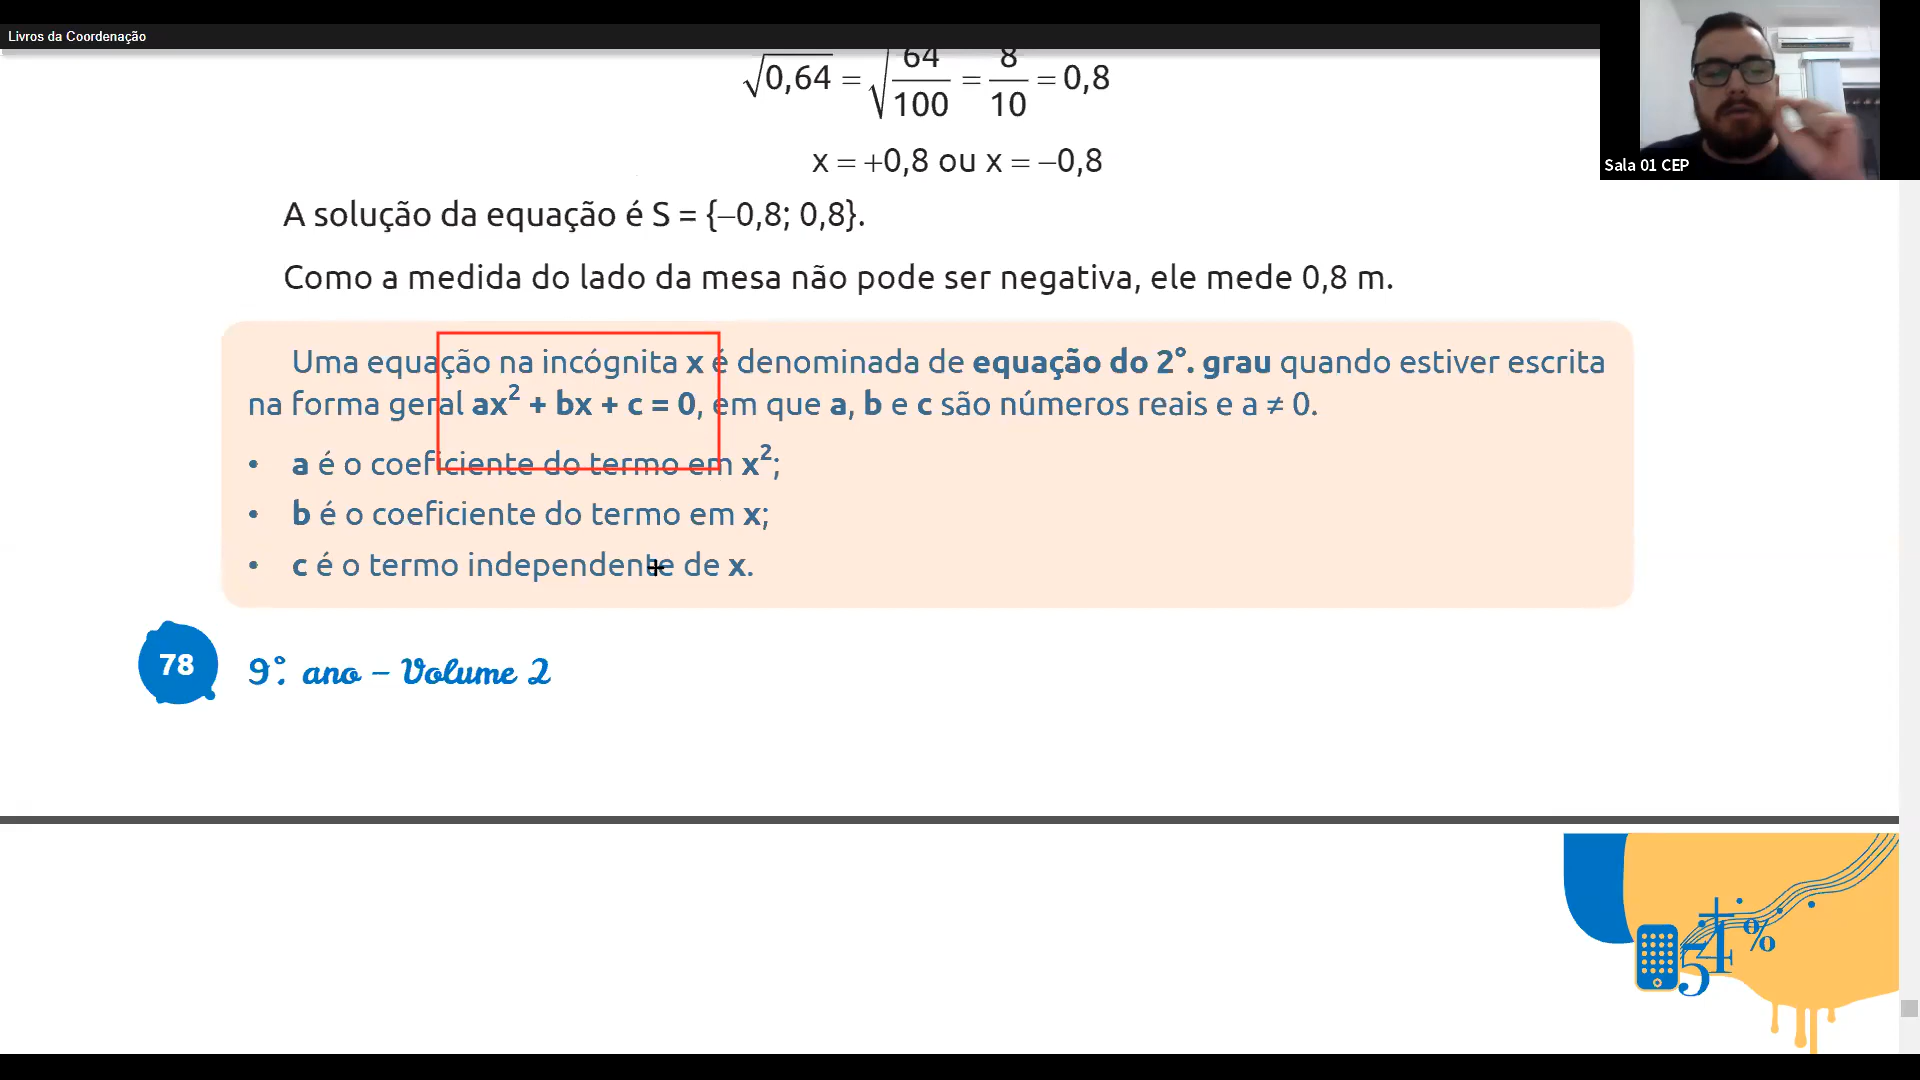 Livros da Coordenação
√0,64 = √64/100 = 8/10 = 0,8
x = +0,8 ou x = –0,8
Sala 01 CEP
A solução da equação é S = {–0,8; 0,8}.
Como a medida do lado da mesa não pode ser negativa, ele mede 0,8 m.
Uma equação na incógnita x é denominada de equação do 2°. grau quando estiver escrita
na forma geral ax² + bx + c = 0, em que a, b e c são números reais e a ≠ 0.
• a é o coeficiente do termo em x²;
• b é o coeficiente do termo em x;
• c é o termo independente de x.
78 9°. ano – Volume 2
54%